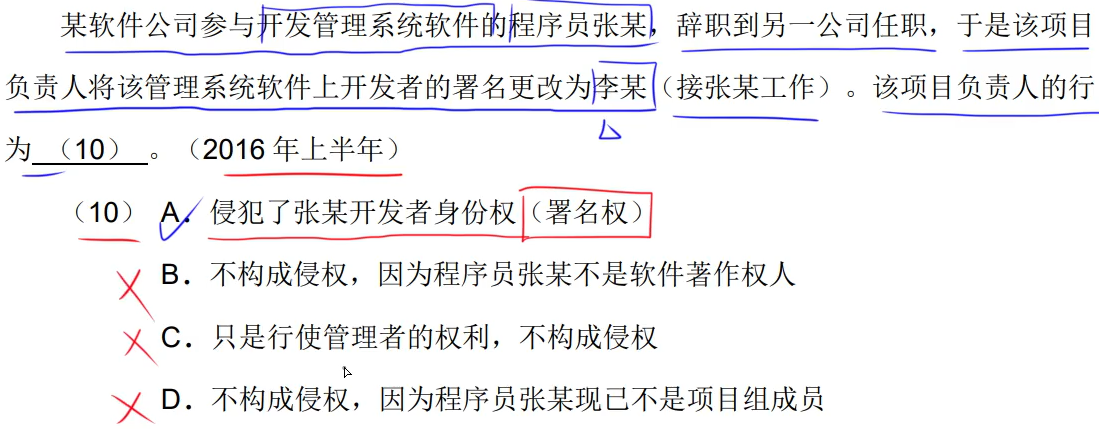 某软件公司参与开发管理系统软件的程序员张某，辞职到另一公司任职，于是该项目
负责人将该管理系统软件上开发者的署名更改为李某（接张某工作）。该项目负责人的行
为 （10） 。（2016 年上半年）
（10） A．侵犯了张某开发者身份权（署名权）
B．不构成侵权，因为程序员张某不是软件著作权人
C．只是行使管理者的权利，不构成侵权
D．不构成侵权，因为程序员张某现已不是项目组成员